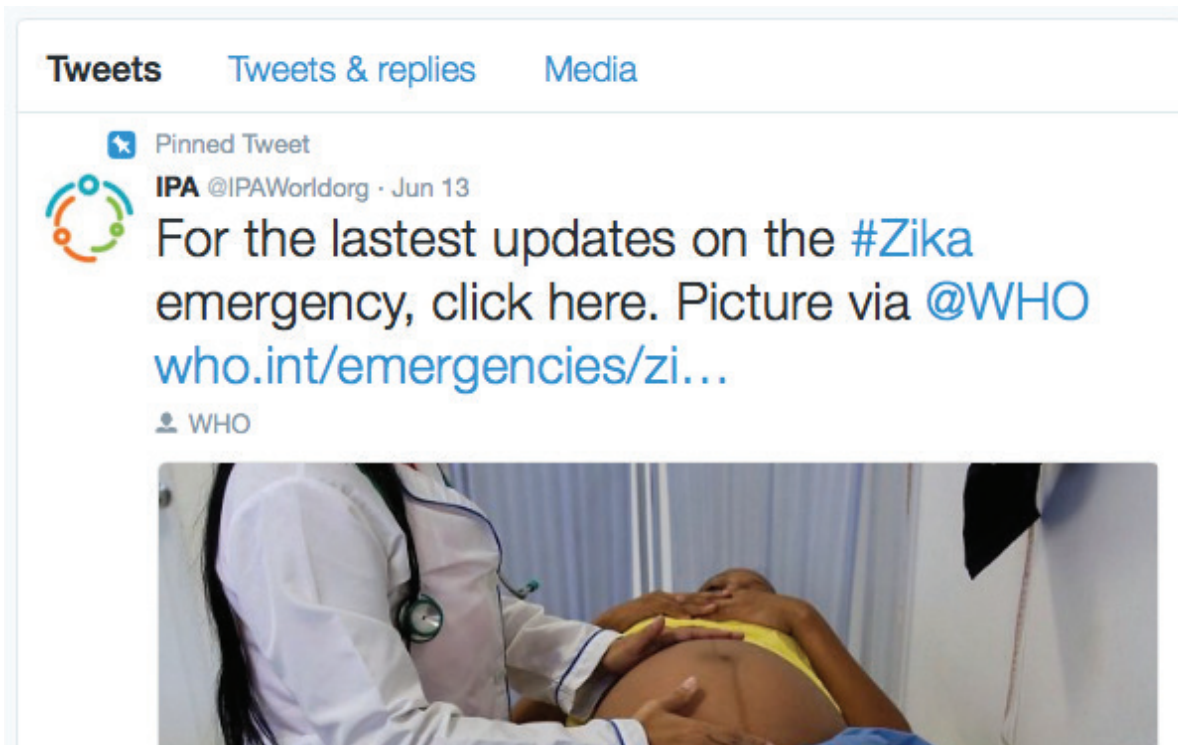 Tweets Tweets & replies Media
Pinned Tweet
IPA @IPAWorldorg · Jun 13
For the lastest updates on the #Zika
emergency, click here. Picture via @WHO
who.int/emergencies/zi…
WHO